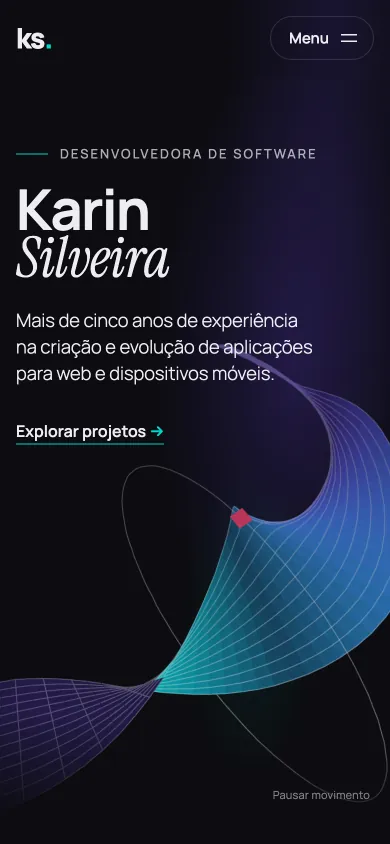 ks.
Menu
DESENVOLVEDORA DE SOFTWARE
Karin
Silveira
Mais de cinco anos de experiência
na criação e evolução de aplicações
para web e dispositivos móveis.
Explorar projetos →
Pausar movimento